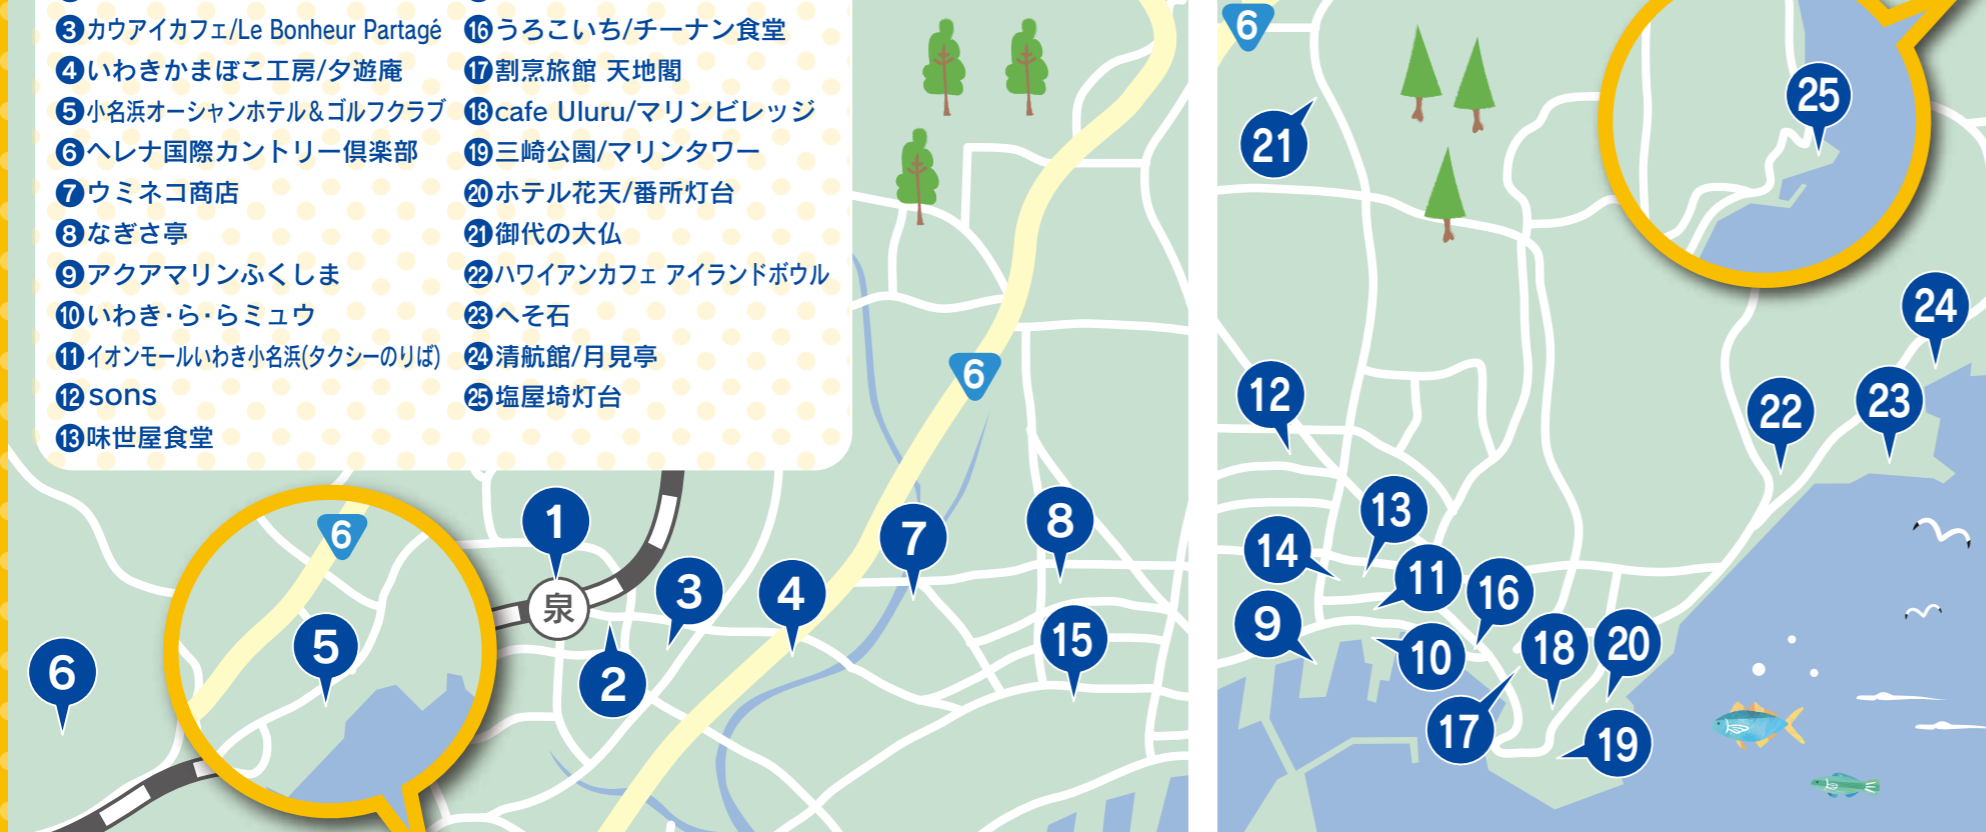 ③カウアイカフェ/Le Bonheur Partagé
④いわきかまぼこ工房/夕遊庵
⑤小名浜オーシャンホテル＆ゴルフクラブ
⑥ヘレナ国際カントリー倶楽部
⑦ウミネコ商店
⑧なぎさ亭
⑨アクアマリンふくしま
⑩いわき・ら・らミュウ
⑪イオンモールいわき小名浜(タクシーのりば)
⑫sons
⑬味世屋食堂
⑯うろこいち/チーナン食堂
⑰割烹旅館 天地閣
⑱cafe Uluru/マリンビレッジ
⑲三崎公園/マリンタワー
⑳ホテル花天/番所灯台
㉑御代の大仏
㉒ハワイアンカフェ アイランドボウル
㉓へそ石
㉔清航館/月見亭
㉕塩屋埼灯台
6
25
21
24
6
12
22
23
1
6
7
8
13
14
3
4
11
16
泉
9
5
15
18
20
6
2
10
17
19